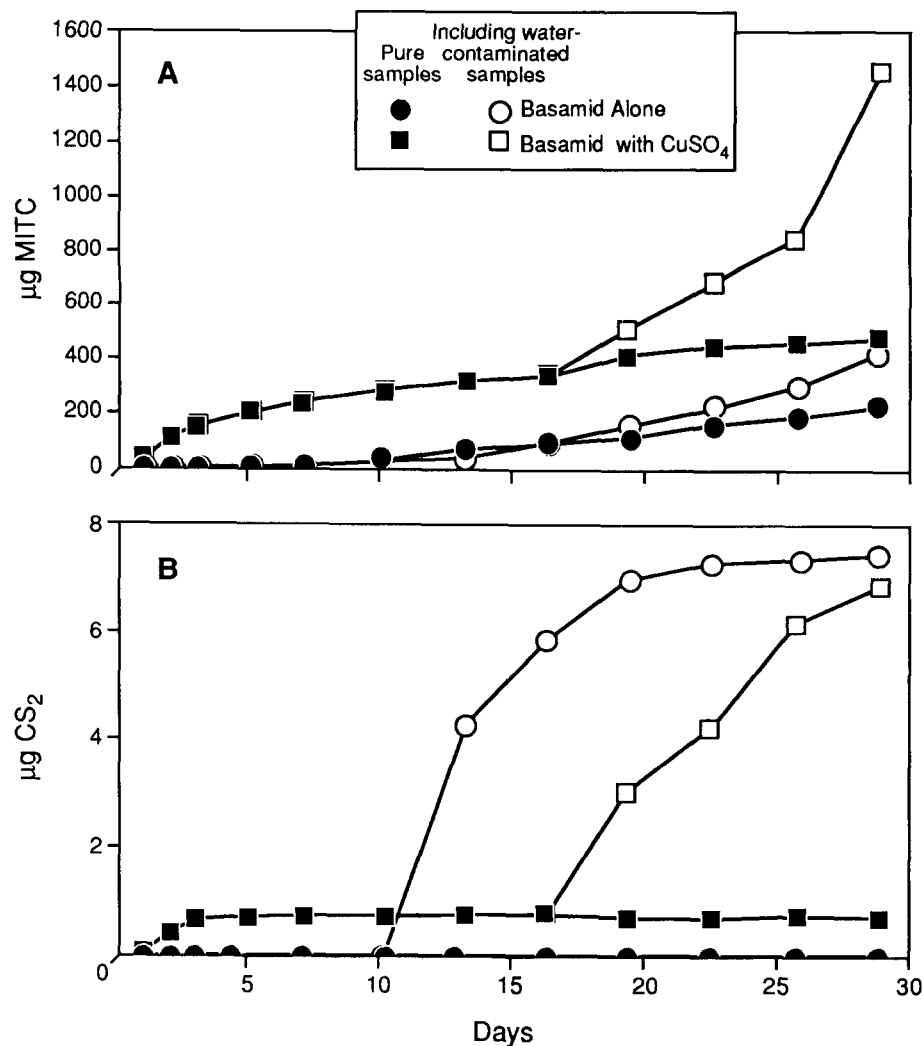 1600
1400
1200
1000
800
600
400
200
0
µg MITC
A
Including water-
Pure contaminated
samples samples
Basamid Alone
Basamid with CuSO₄
8
6
4
2
0
µg CS₂
B
5 10 15 20 25 30
Days